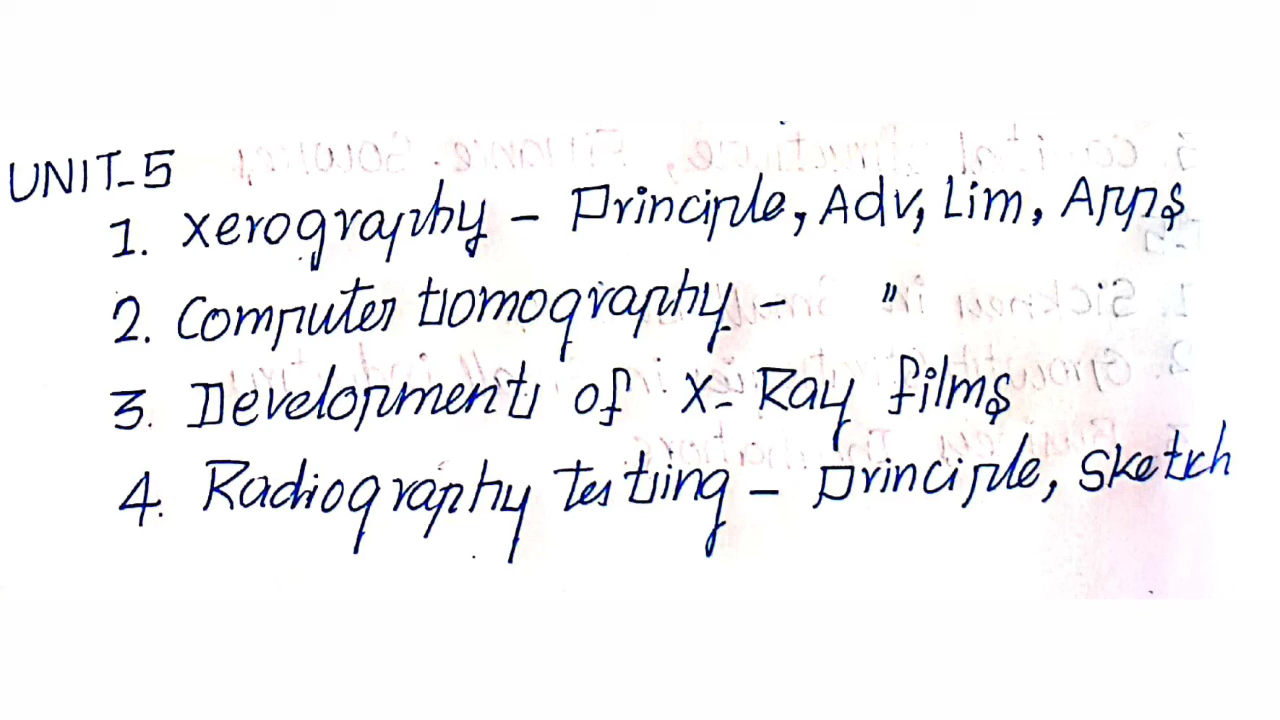 UNIT-5
1. Xerography - Principle, Adv, Lim, Apps
2. Computer tomography - "
3. Development of X-Ray films
4. Radiography testing - principle, Sketch